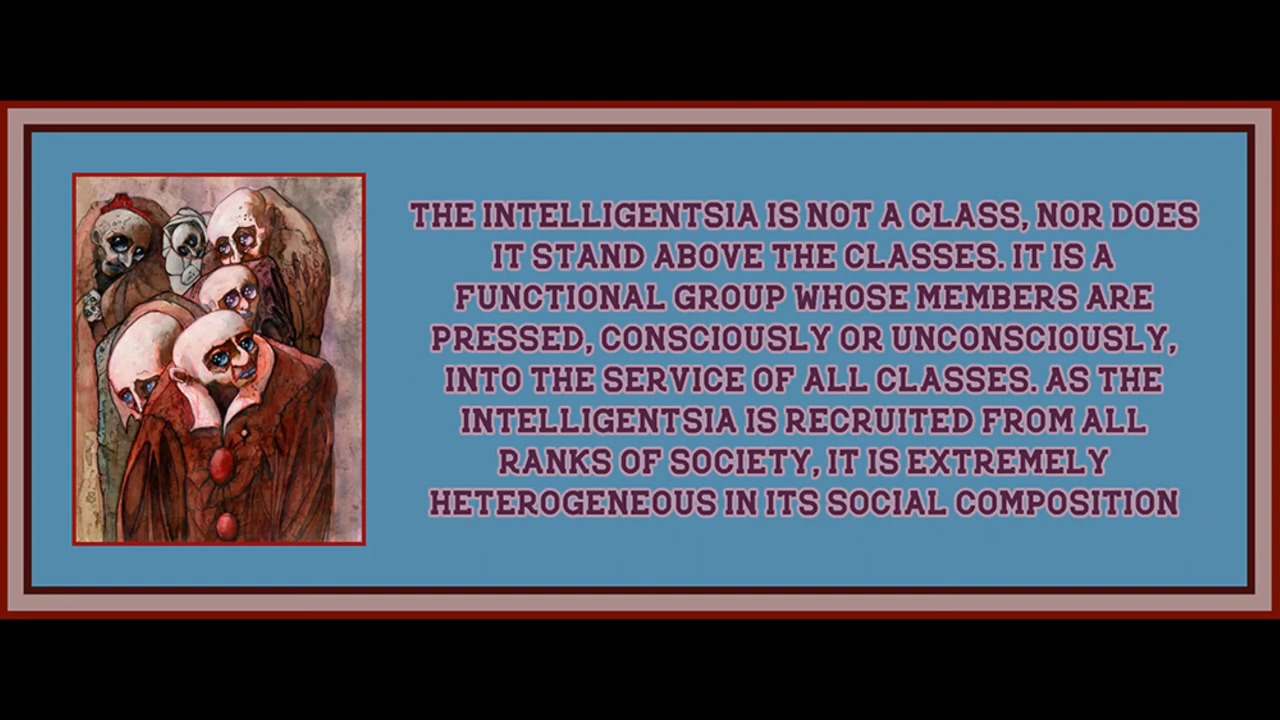 THE INTELLIGENTSIA IS NOT A CLASS, NOR DOES
IT STAND ABOVE THE CLASSES. IT IS A
FUNCTIONAL GROUP WHOSE MEMBERS ARE
PRESSED, CONSCIOUSLY OR UNCONSCIOUSLY,
INTO THE SERVICE OF ALL CLASSES. AS THE
INTELLIGENTSIA IS RECRUITED FROM ALL
RANKS OF SOCIETY, IT IS EXTREMELY
HETEROGENEOUS IN ITS SOCIAL COMPOSITION